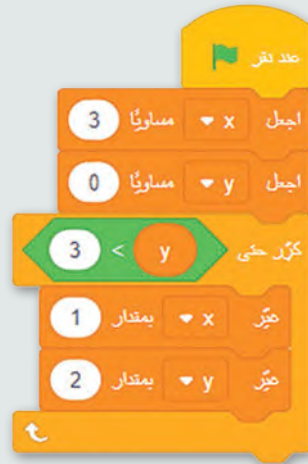 عند نقر
اجعل x مساويًا 3
اجعل y مساويًا 0
كرّر حتى y < 3
غيّر x بمقدار 1
غيّر y بمقدار 2